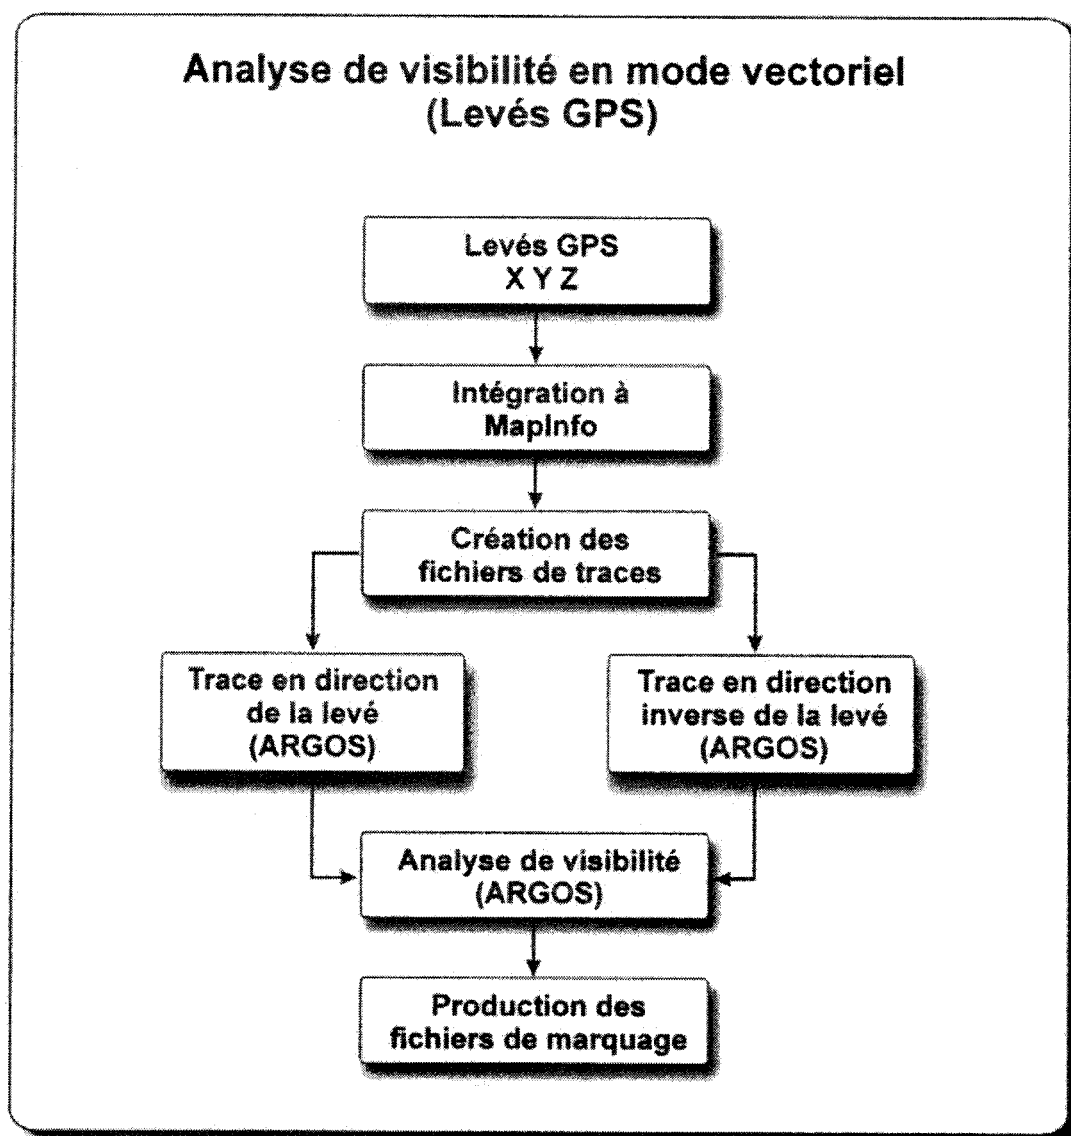 Analyse de visibilité en mode vectoriel
(Levés GPS)
Levés GPS
X Y Z
Intégration à
MapInfo
Création des
fichiers de traces
Trace en direction
de la levé
(ARGOS)
Trace en direction
inverse de la levé
(ARGOS)
Analyse de visibilité
(ARGOS)
Production des
fichiers de marquage